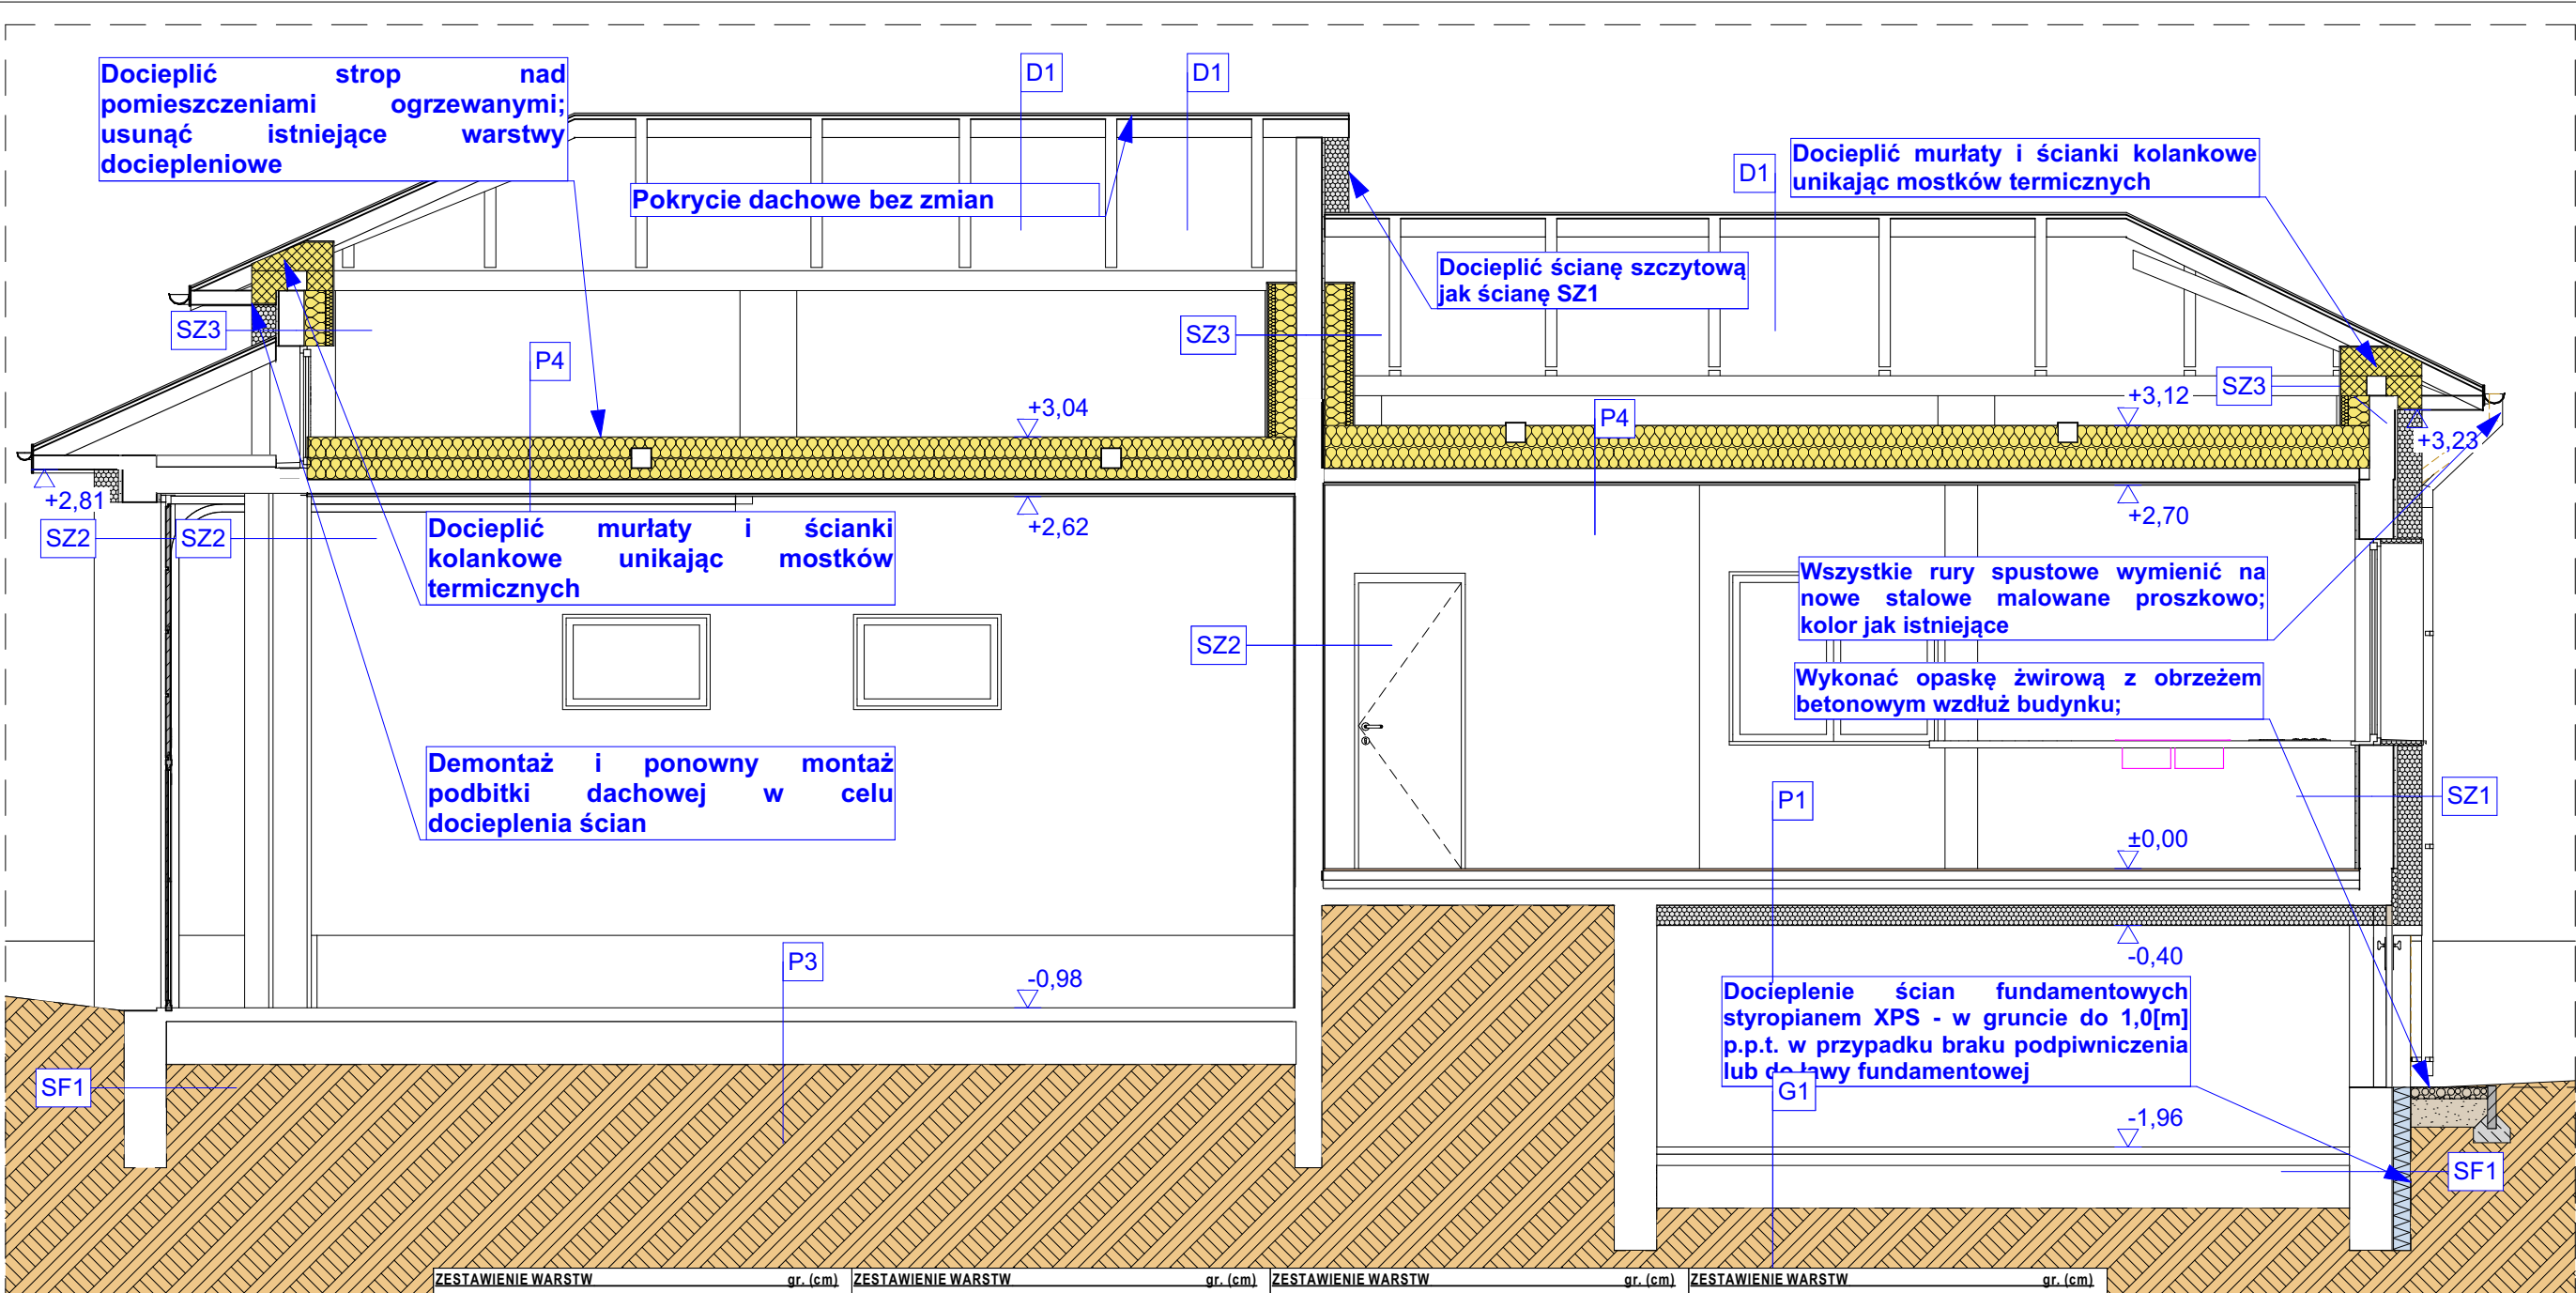 Docieplić strop nad
pomieszczeniami ogrzewanymi;
usunąć istniejące warstwy
dociepleniowe
D1
D1
Pokrycie dachowe bez zmian
D1
Docieplić murłaty i ścianki kolankowe
unikając mostków termicznych
Docieplić ścianę szczytową
jak ścianę SZ1
SZ3
P4
SZ3
SZ3
+3,04
+3,12
P4
+3,23
+2,81
SZ2
SZ2
+2,62
+2,70
Docieplić murłaty i ścianki
kolankowe unikając mostków
termicznych
Wszystkie rury spustowe wymienić na
nowe stalowe malowane proszkowo;
kolor jak istniejące
SZ2
Wykonać opaskę żwirową z obrzeżem
betonowym wzdłuż budynku;
Demontaż i ponowny montaż
podbitki dachowej w celu
docieplenia ścian
P1
SZ1
±0,00
P3
-0,98
-0,40
Docieplenie ścian fundamentowych
styropianem XPS - w gruncie do 1,0[m]
p.p.t. w przypadku braku podpiwniczenia
lub do ławy fundamentowej
SF1
G1
-1,96
SF1
ZESTAWIENIE WARSTW gr. (cm)
ZESTAWIENIE WARSTW gr. (cm)
ZESTAWIENIE WARSTW gr. (cm)
ZESTAWIENIE WARSTW gr. (cm)